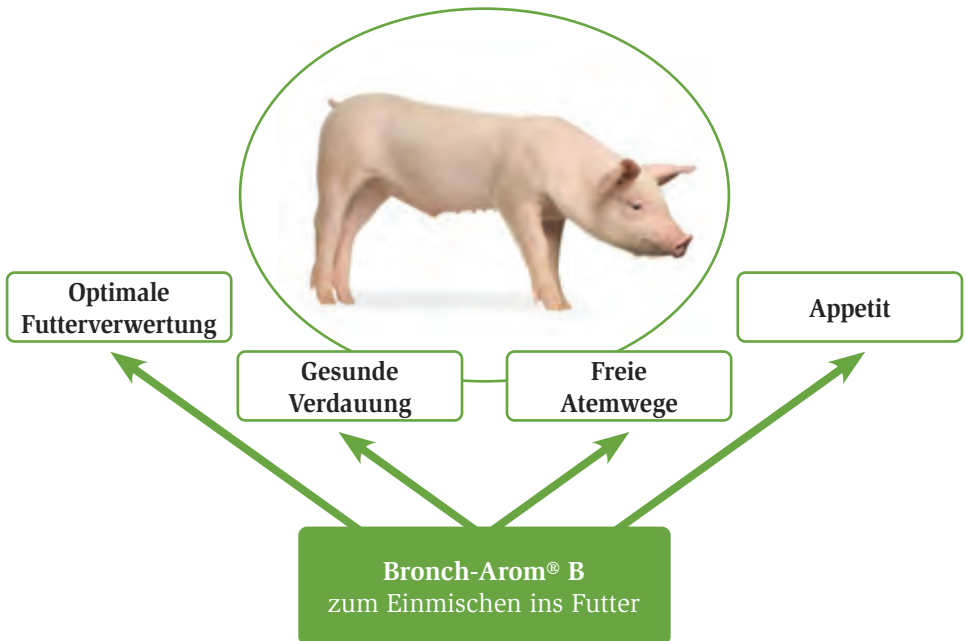 Optimale
Futterverwertung
Appetit
Gesunde
Verdauung
Freie
Atemwege
Bronch-Arom® B
zum Einmischen ins Futter